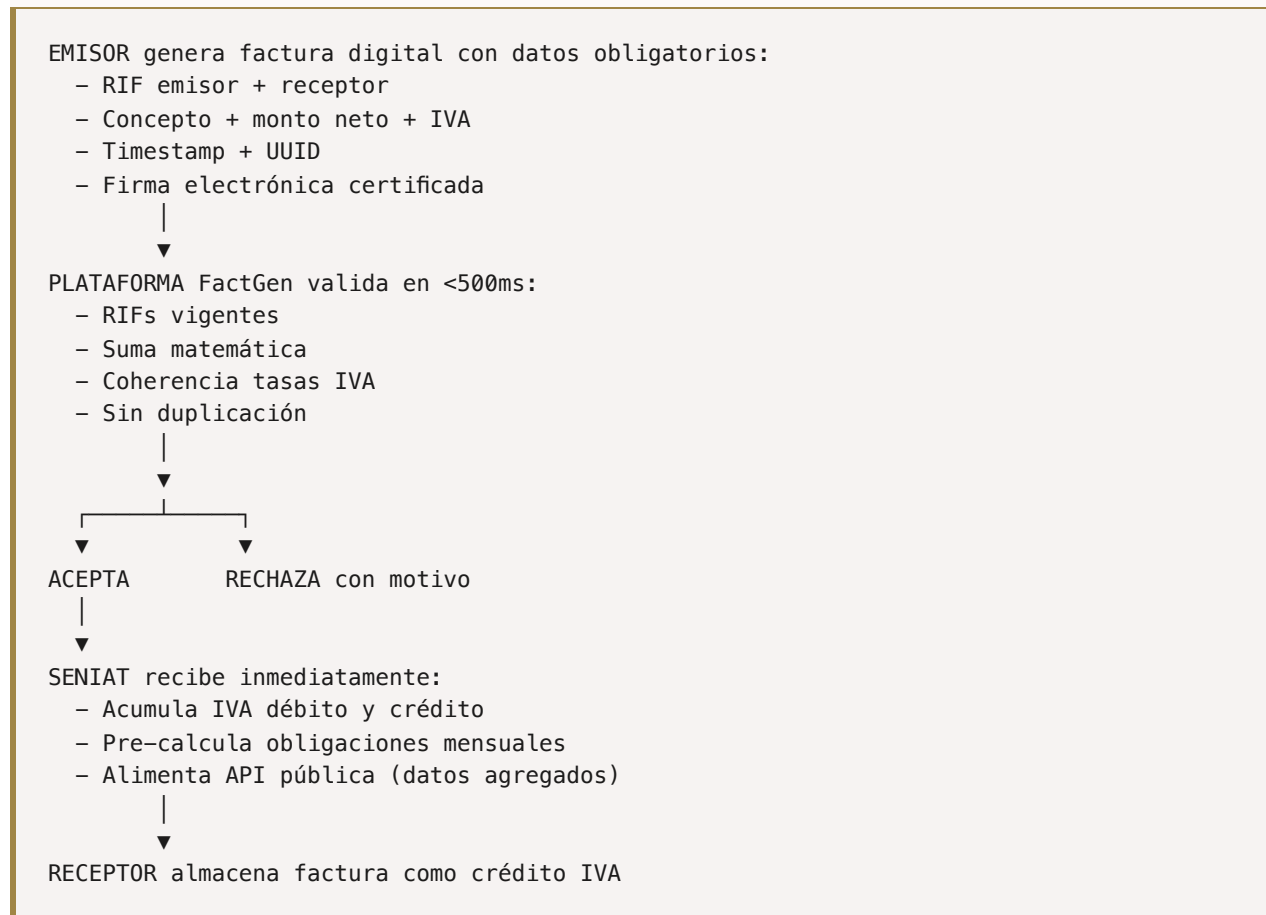 EMISOR genera factura digital con datos obligatorios:
– RIF emisor + receptor
– Concepto + monto neto + IVA
– Timestamp + UUID
– Firma electrónica certificada
PLATAFORMA FactGen valida en <500ms:
– RIFs vigentes
– Suma matemática
– Coherencia tasas IVA
– Sin duplicación
ACEPTA RECHAZA con motivo
SENIAT recibe inmediatamente:
– Acumula IVA débito y crédito
– Pre–calcula obligaciones mensuales
– Alimenta API pública (datos agregados)
RECEPTOR almacena factura como crédito IVA